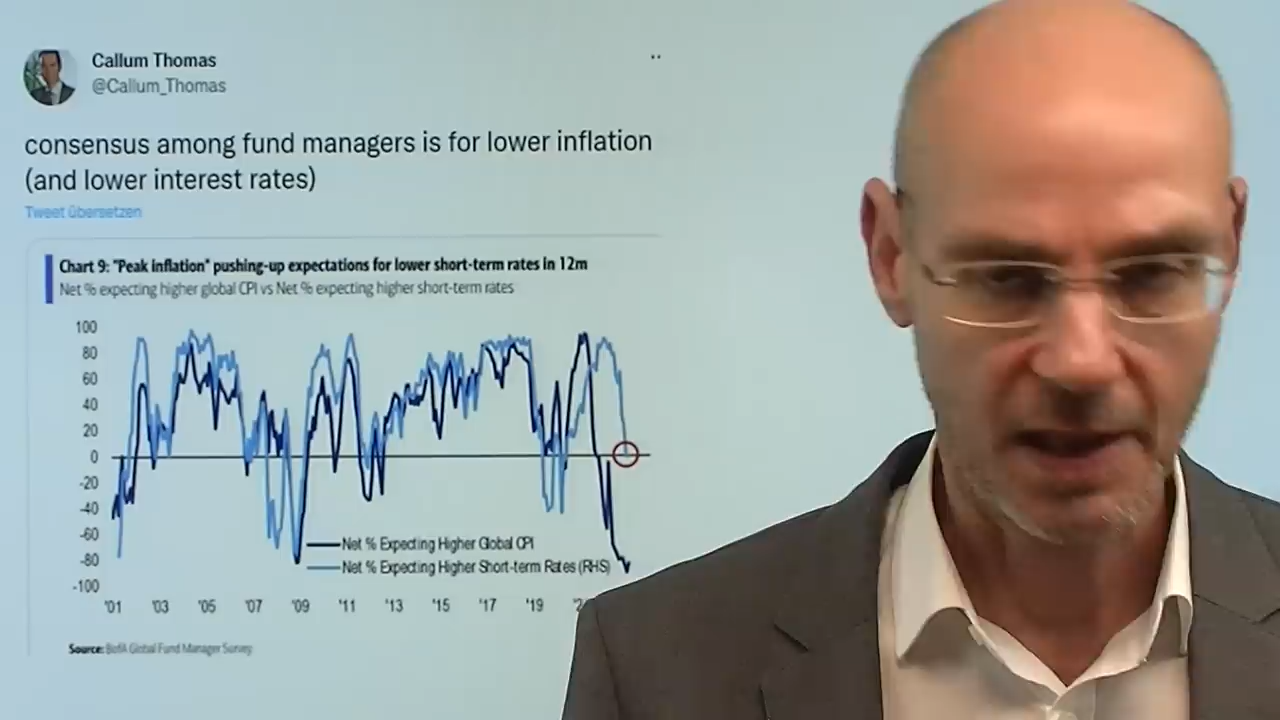 Callum Thomas
@Callum_Thomas
consensus among fund managers is for lower inflation
(and lower interest rates)
Tweet übersetzen
Chart 9: "Peak inflation" pushing-up expectations for lower short-term rates in 12m
Net % expecting higher global CPI vs Net % expecting higher short-term rates
100
80
60
40
20
0
-20
-40
-60
-80
-100
Net % Expecting Higher Global CPI
Net % Expecting Higher Short-term Rates (RHS)
'01 '03 '05 '07 '09 '11 '13 '15 '17 '19
Source: BofA Global Fund Manager Survey